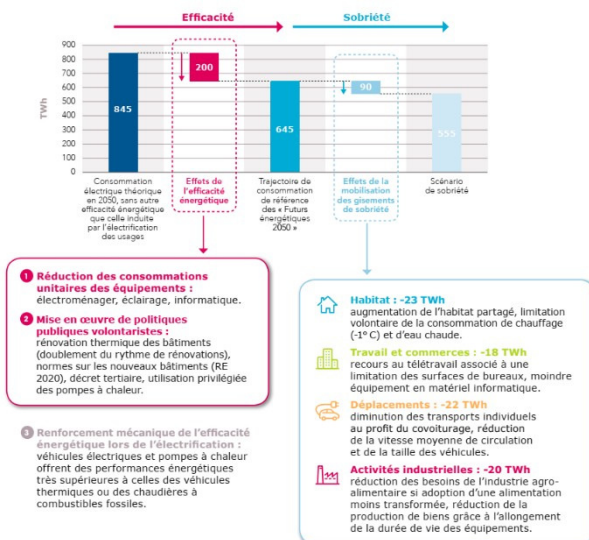 Efficacité
Sobriété
TWh
900
800
700
600
500
400
300
200
100
0
845
200
645
90
555
Consommation
électrique théorique
en 2050, sans autre
efficacité énergétique
que celle induite
par l'électrification
des usages
Effets de
l'efficacité
énergétique
Trajectoire de
consommation
de référence
des « Futurs
énergétiques
2050 »
Effets de la
mobilisation
des gisements
de sobriété
Scénario
de sobriété
1 Réduction des consommations
unitaires des équipements :
électroménager, éclairage, informatique.
2 Mise en œuvre de politiques
publiques volontaristes :
rénovation thermique des bâtiments
(doublement du rythme de rénovations),
normes sur les nouveaux bâtiments (RE
2020), décret tertiaire, utilisation privilégiée
des pompes à chaleur.
3 Renforcement mécanique de l'efficacité
énergétique lors de l'électrification :
véhicules électriques et pompes à chaleur
offrent des performances énergétiques
très supérieures à celles des véhicules
thermiques ou des chaudières à
combustibles fossiles.
Habitat : -23 TWh
augmentation de l'habitat partagé, limitation
volontaire de la consommation de chauffage
(-1° C) et d'eau chaude.
Travail et commerces : -18 TWh
recours au télétravail associé à une
limitation des surfaces de bureaux, moindre
équipement en matériel informatique.
Déplacements : -22 TWh
diminution des transports individuels
au profit du covoiturage, réduction
de la vitesse moyenne de circulation
et de la taille des véhicules.
Activités industrielles : -20 TWh
réduction des besoins de l'industrie agro-
alimentaire si adoption d'une alimentation
moins transformée, réduction de la
production de biens grâce à l'allongement
de la durée de vie des équipements.